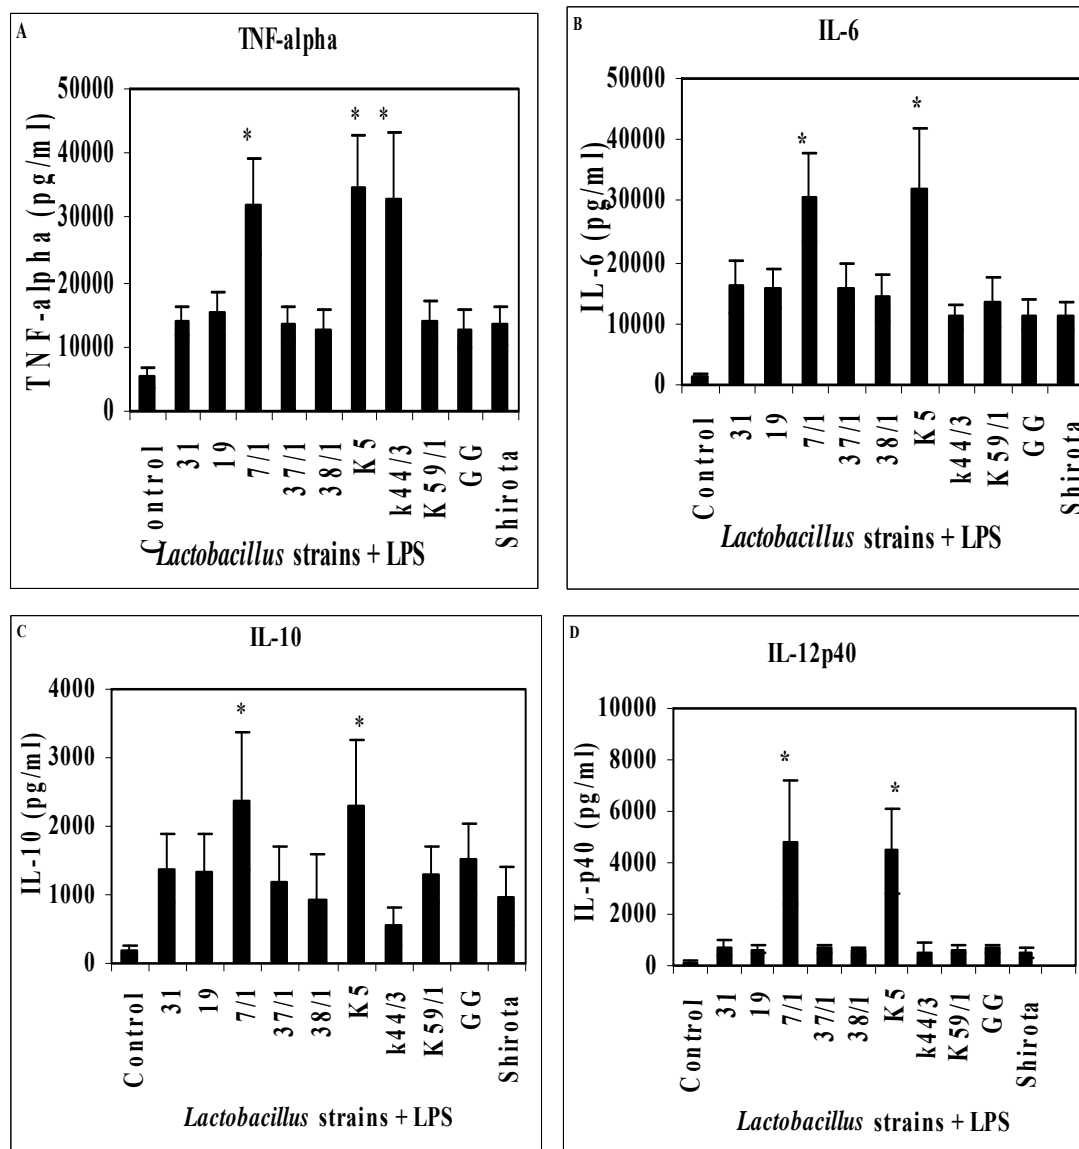 A
TNF-alpha
TNF-alpha (pg/ml)
50000
40000
30000
20000
10000
0
* * *
Control 31 19 7/1 37/1 38/1 K5 k44/3 K59/1 GG Shirota
Lactobacillus strains + LPS
B
IL-6
IL-6 (pg/ml)
50000
40000
30000
20000
10000
0
* *
Control 31 19 7/1 37/1 38/1 K5 k44/3 K59/1 GG Shirota
Lactobacillus strains + LPS
C
IL-10
IL-10 (pg/ml)
4000
3000
2000
1000
0
* *
Control 31 19 7/1 37/1 38/1 K5 k44/3 K59/1 GG Shirota
Lactobacillus strains + LPS
D
IL-12p40
IL-p40 (pg/ml)
10000
8000
6000
4000
2000
0
* *
Control 31 19 7/1 37/1 38/1 K5 k44/3 K59/1 GG Shirota
Lactobacillus strains + LPS